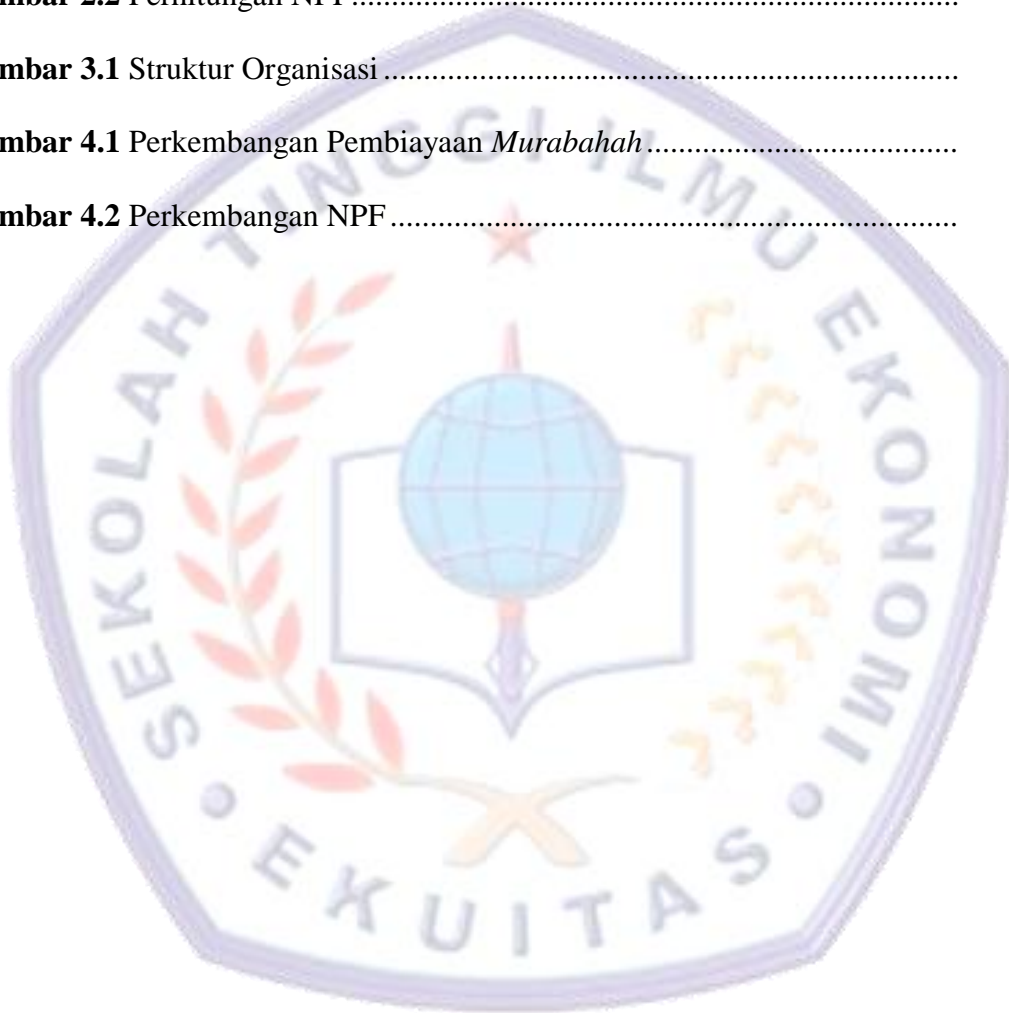 mbar 2.2 Perhitungan NPF ........................................................................
mbar 3.1 Struktur Organisasi ......................................................................
mbar 4.1 Perkembangan Pembiayaan Murabahah ......................................
mbar 4.2 Perkembangan NPF .....................................................................
SEKOLAH TINGGI ILMU EKONOMI
EKUITAS